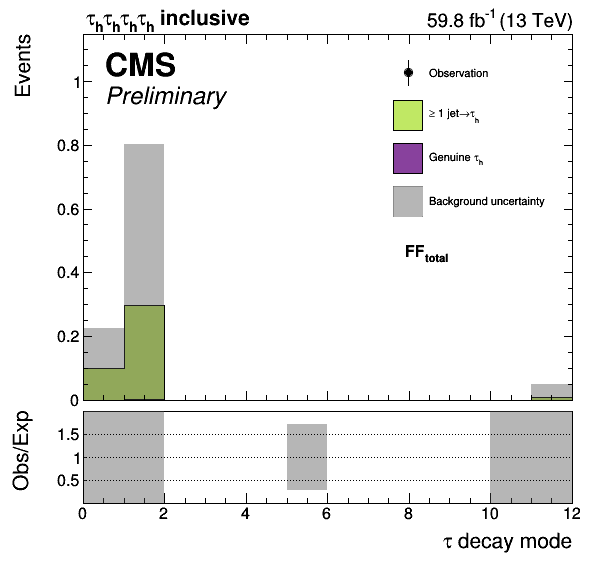 τhτhτhτh inclusive
59.8 fb-1 (13 TeV)
CMS
Preliminary
Observation
≥ 1 jet→τh
Genuine τh
Background uncertainty
FFtotal
Events
1
0.8
0.6
0.4
0.2
0
Obs/Exp
1.5
1
0.5
0 2 4 6 8 10 12
τ decay mode